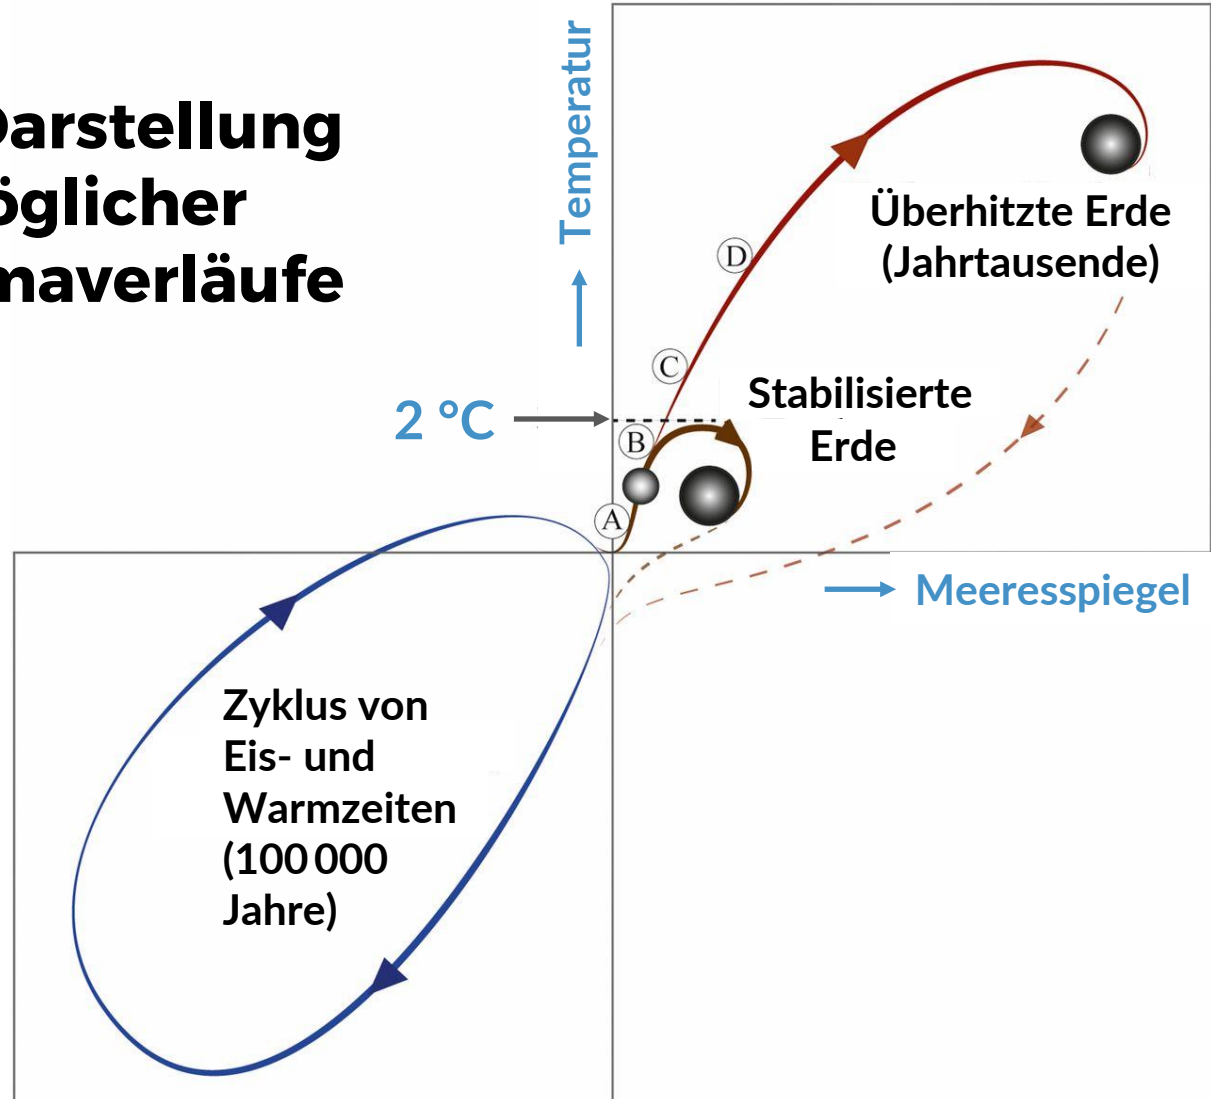 Darstellung
öglicher
maverläufe
Temperatur
Überhitzte Erde
(Jahrtausende)
D
C
Stabilisierte
Erde
2 °C
B
A
Meeresspiegel
Zyklus von
Eis- und
Warmzeiten
(100 000
Jahre)